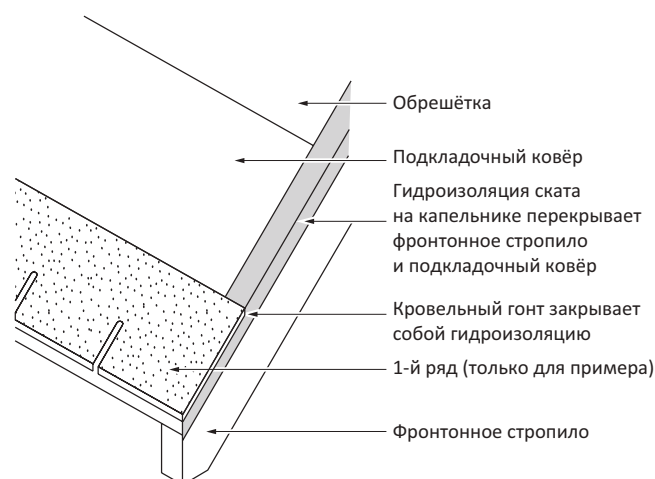 Обрешётка
Подкладочный ковёр
Гидроизоляция ската
на капельнике перекрывает
фронтонное стропило
и подкладочный ковёр
Кровельный гонт закрывает
собой гидроизоляцию
1-й ряд (только для примера)
Фронтонное стропило